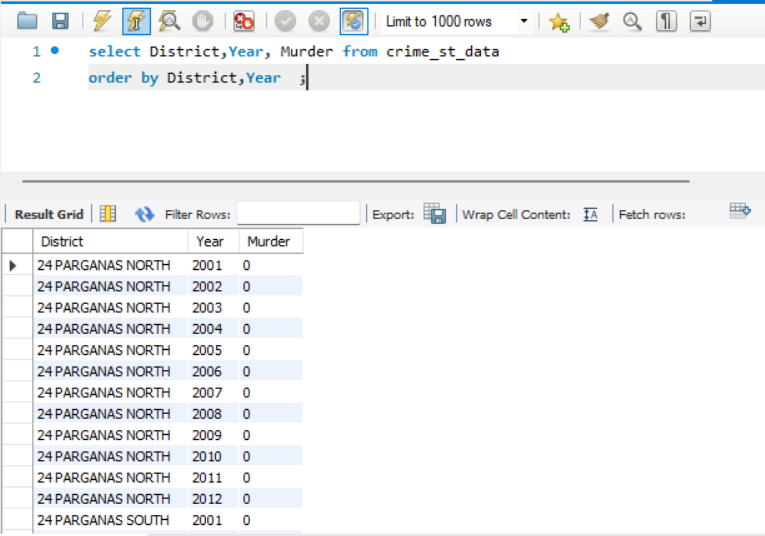 Limit to 1000 rows
1 select District,Year, Murder from crime_st_data
2 order by District,Year ;
Result Grid Filter Rows: Export: Wrap Cell Content: IA Fetch rows:
District Year Murder
24 PARGANAS NORTH 2001 0
24 PARGANAS NORTH 2002 0
24 PARGANAS NORTH 2003 0
24 PARGANAS NORTH 2004 0
24 PARGANAS NORTH 2005 0
24 PARGANAS NORTH 2006 0
24 PARGANAS NORTH 2007 0
24 PARGANAS NORTH 2008 0
24 PARGANAS NORTH 2009 0
24 PARGANAS NORTH 2010 0
24 PARGANAS NORTH 2011 0
24 PARGANAS NORTH 2012 0
24 PARGANAS SOUTH 2001 0